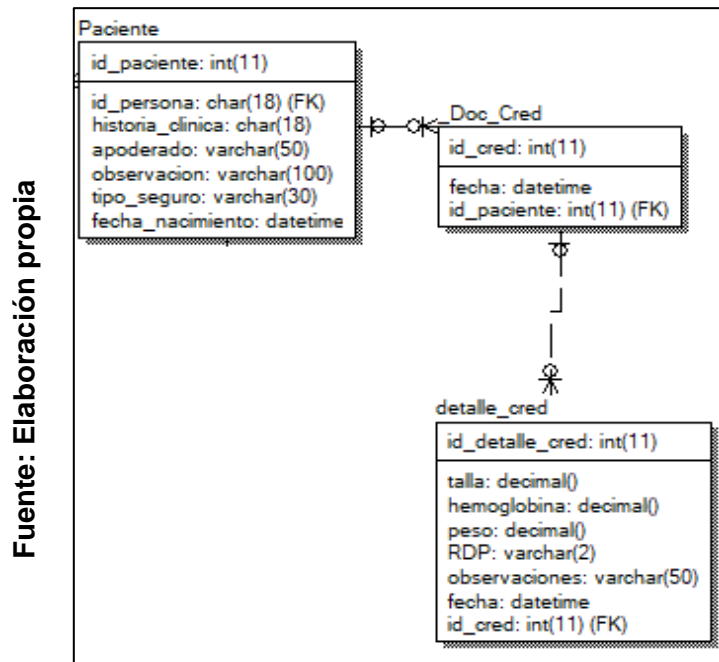 Paciente
id_paciente: int(11)
id_persona: char(18) (FK)
historia_clinica: char(18)
apoderado: varchar(50)
observacion: varchar(100)
tipo_seguro: varchar(30)
fecha_nacimiento: datetime
_Doc_Cred
id_cred: int(11)
fecha: datetime
id_paciente: int(11) (FK)
detalle_cred
id_detalle_cred: int(11)
talla: decimal()
hemoglobina: decimal()
peso: decimal()
RDP: varchar(2)
observaciones: varchar(50)
fecha: datetime
id_cred: int(11) (FK)
Fuente: Elaboración propia